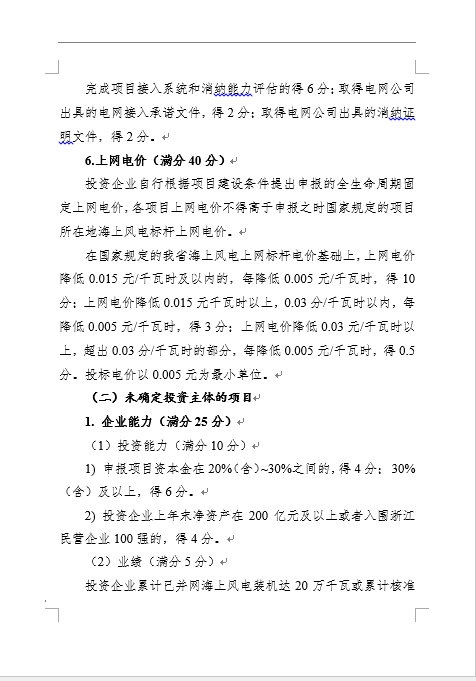 完成项目接入系统和消纳能力评估的得 6 分；取得电网公司
出具的电网接入承诺文件，得 2 分；取得电网公司出具的消纳证
明文件，得 2 分。
6.上网电价（满分 40 分）
投资企业自行根据项目建设条件提出申报的全生命周期固
定上网电价，各项目上网电价不得高于申报之时国家规定的项目
所在地海上风电标杆上网电价。
在国家规定的我省海上风电上网标杆电价基础上，上网电价
降低 0.015 元/千瓦时及以内的，每降低 0.005 元/千瓦时，得 10
分；上网电价降低 0.015 元千瓦时以上，0.03 分/千瓦时以内，每
降低 0.005 元/千瓦时，得 3 分；上网电价降低 0.03 元/千瓦时以
上，超出 0.03 分/千瓦时的部分，每降低 0.005 元/千瓦时，得 0.5
分。投标电价以 0.005 元为最小单位。
（二）未确定投资主体的项目
1. 企业能力（满分 25 分）
（1）投资能力（满分 10 分）
1) 申报项目资本金在 20%（含）~30%之间的，得 4 分；30%
（含）及以上，得 6 分。
2) 投资企业上年末净资产在 200 亿元及以上或者入围浙江
民营企业 100 强的，得 4 分。
（2）业绩（满分 5 分）
投资企业累计已并网海上风电装机达 20 万千瓦或累计核准